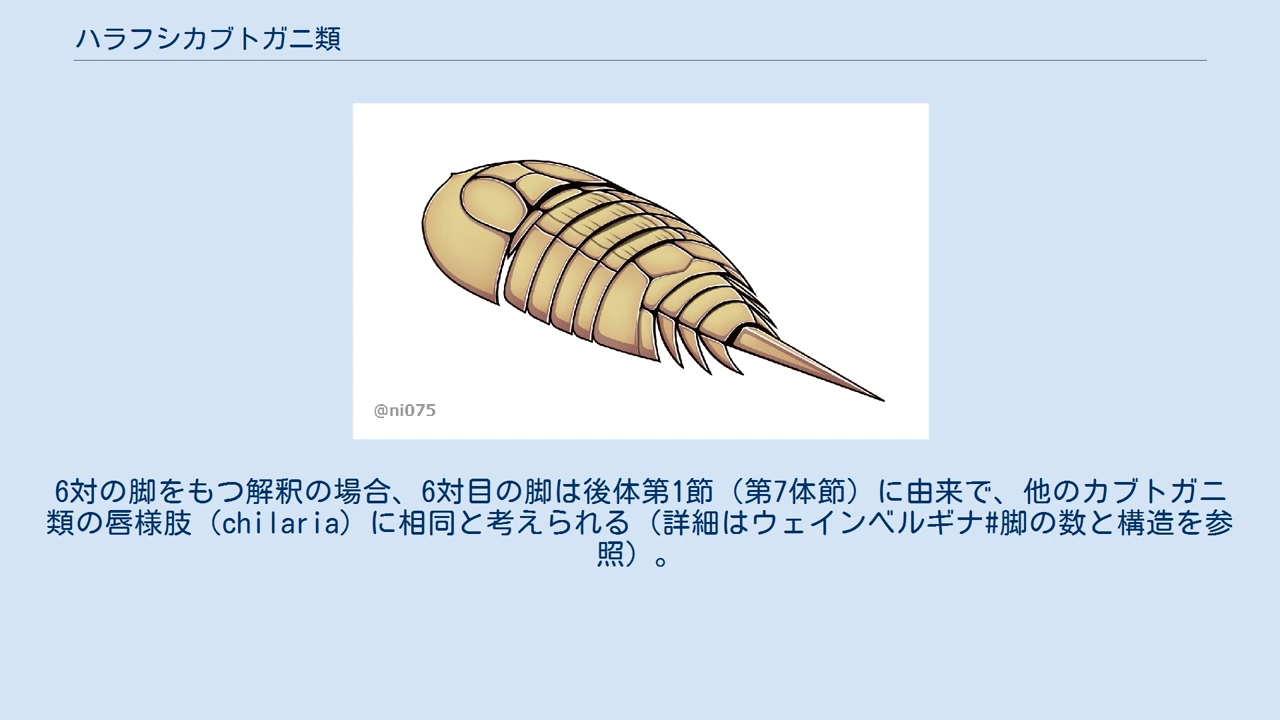 ハラフシカブトガニ類
@ni075
6対の脚をもつ解釈の場合、6対目の脚は後体第1節（第7体節）に由来で、他のカブトガニ
類の唇様肢（chilaria）に相同と考えられる（詳細はウェインベルギナ#脚の数と構造を参
照）。